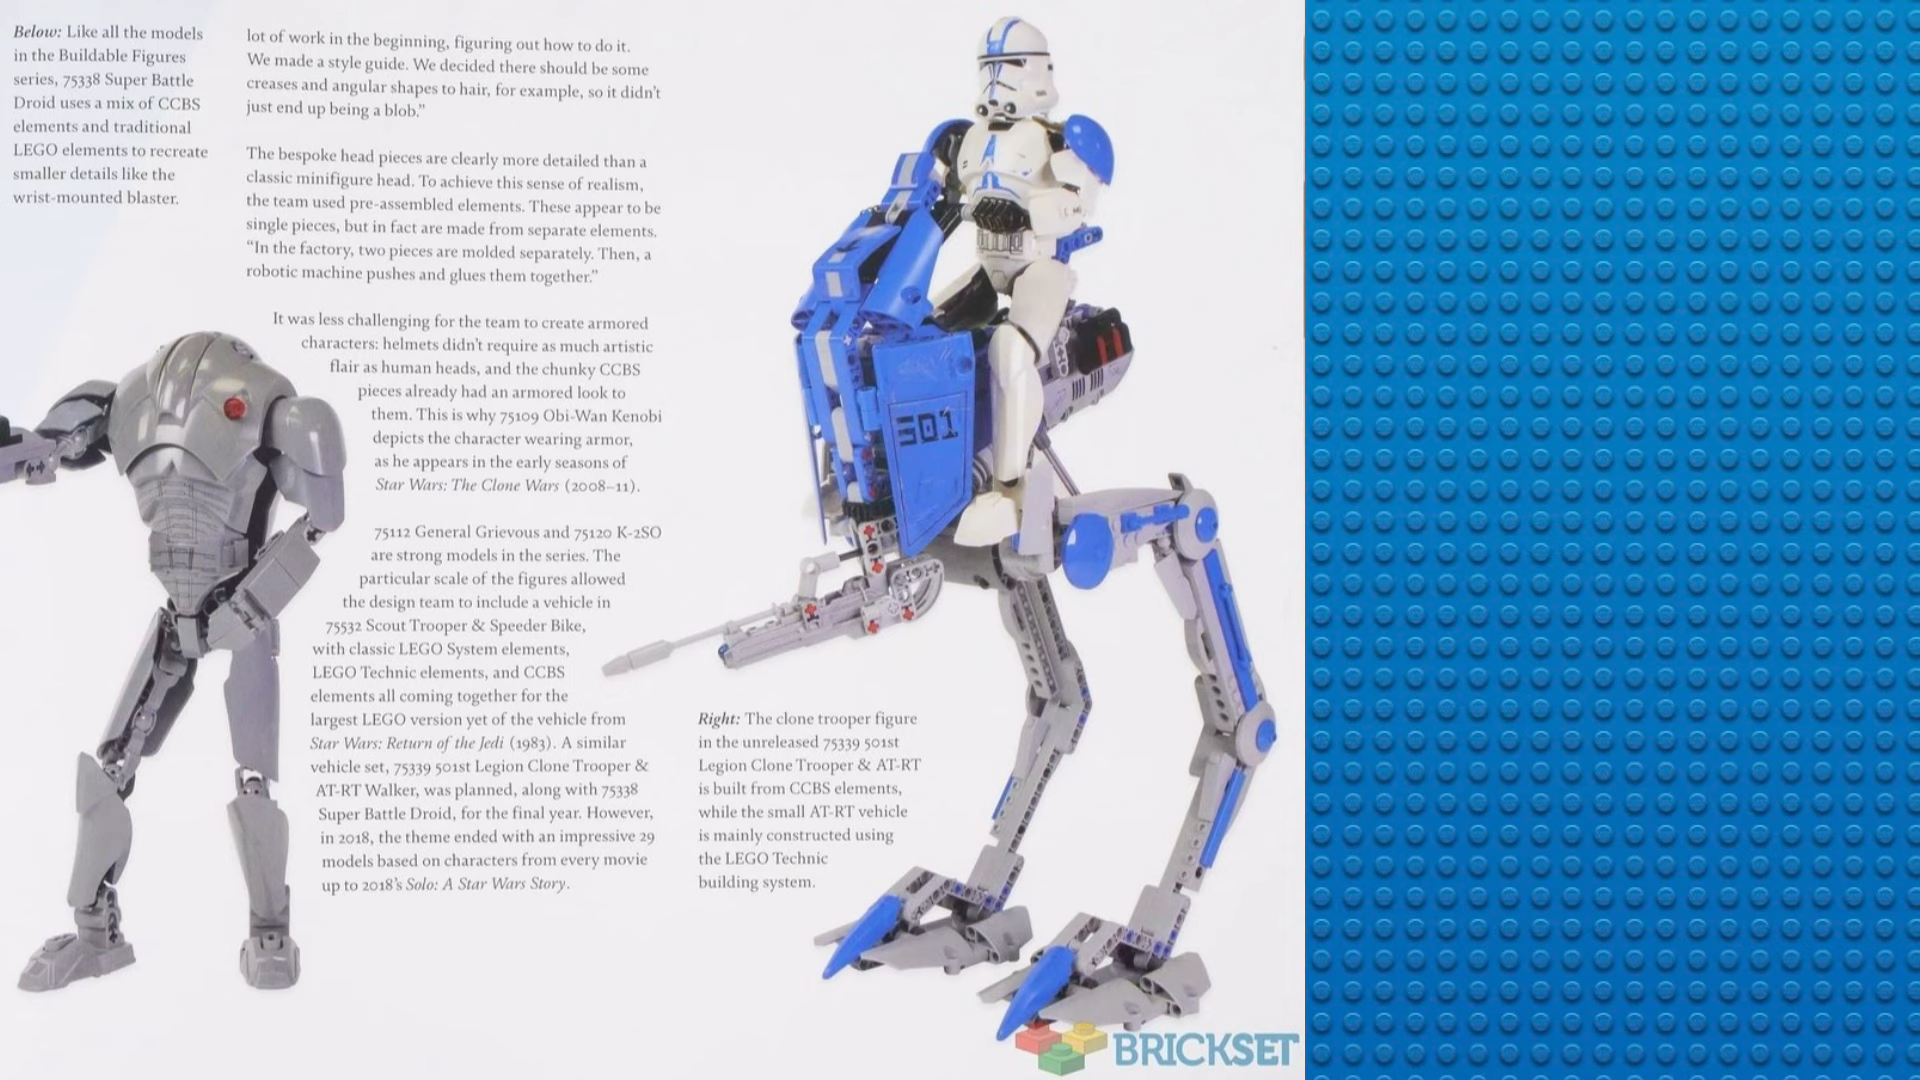 Below: Like all the models
in the Buildable Figures
series, 75338 Super Battle
Droid uses a mix of CCBS
elements and traditional
LEGO elements to recreate
smaller details like the
wrist-mounted blaster.
lot of work in the beginning, figuring out how to do it.
We made a style guide. We decided there should be some
creases and angular shapes to hair, for example, so it didn’t
just end up being a blob.”
The bespoke head pieces are clearly more detailed than a
classic minifigure head. To achieve this sense of realism,
the team used pre-assembled elements. These appear to be
single pieces, but in fact are made from separate elements.
“In the factory, two pieces are molded separately. Then, a
robotic machine pushes and glues them together.”
It was less challenging for the team to create armored
characters: helmets didn’t require as much artistic
flair as human heads, and the chunky CCBS
pieces already had an armored look to
them. This is why 75109 Obi-Wan Kenobi
depicts the character wearing armor,
as he appears in the early seasons of
Star Wars: The Clone Wars (2008–11).
75112 General Grievous and 75120 K-2SO
are strong models in the series. The
particular scale of the figures allowed
the design team to include a vehicle in
75532 Scout Trooper & Speeder Bike,
with classic LEGO System elements,
LEGO Technic elements, and CCBS
elements all coming together for the
largest LEGO version yet of the vehicle from
Star Wars: Return of the Jedi (1983). A similar
vehicle set, 75339 501st Legion Clone Trooper &
AT-RT Walker, was planned, along with 75338
Super Battle Droid, for the final year. However,
in 2018, the theme ended with an impressive 29
models based on characters from every movie
up to 2018’s Solo: A Star Wars Story.
501
Right: The clone trooper figure
in the unreleased 75339 501st
Legion Clone Trooper & AT-RT
is built from CCBS elements,
while the small AT-RT vehicle
is mainly constructed using
the LEGO Technic
building system.
BRICKSET